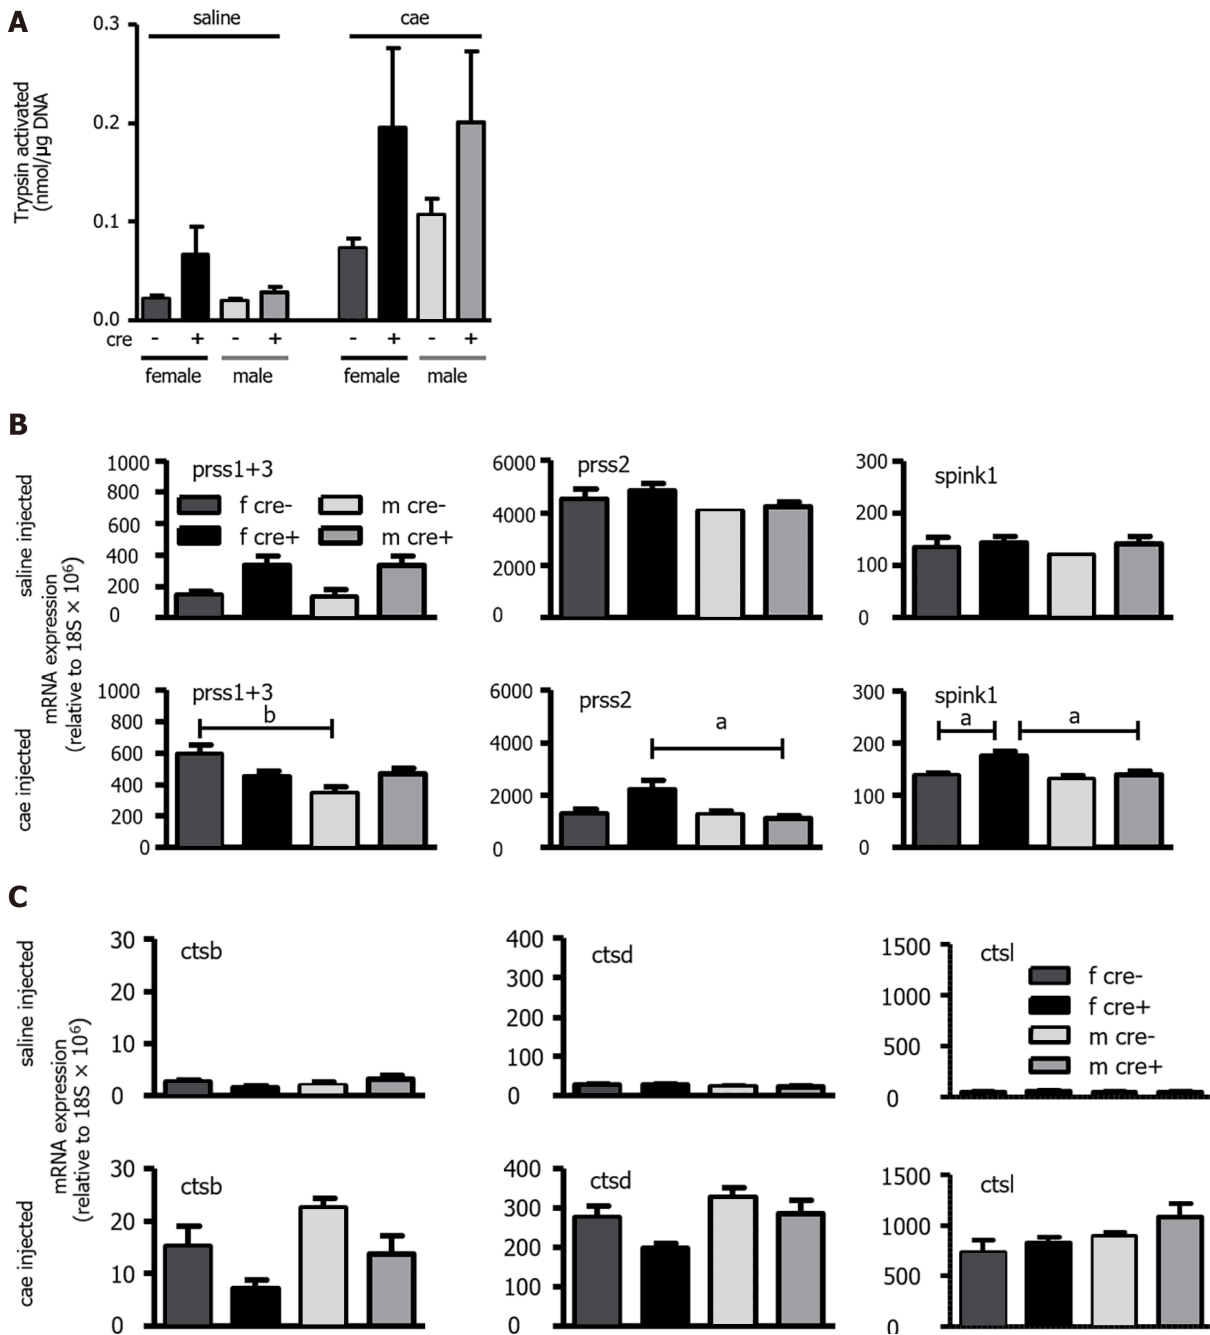 A
saline
cae
0.3
0.2
0.1
0.0
Trypsin activated
(nmol/µg DNA
cre
- + - + - + - +
female male female male
B
saline injected
cae injected
mRNA expression
(relative to 18S × 10⁶)
prss1+3
1000
800
600
400
200
0
f cre-
m cre-
f cre+
m cre+
prss2
6000
4000
2000
0
spink1
300
200
100
0
prss1+3
1000
800
600
400
200
0
b
prss2
6000
4000
2000
0
a
spink1
300
200
100
0
a
a
C
saline injected
cae injected
mRNA expression
(relative to 18S × 10⁶)
ctsb
30
20
10
0
ctsd
400
300
200
100
0
ctsl
1500
1000
500
0
f cre-
f cre+
m cre-
m cre+
ctsb
30
20
10
0
ctsd
400
300
200
100
0
ctsl
1500
1000
500
0